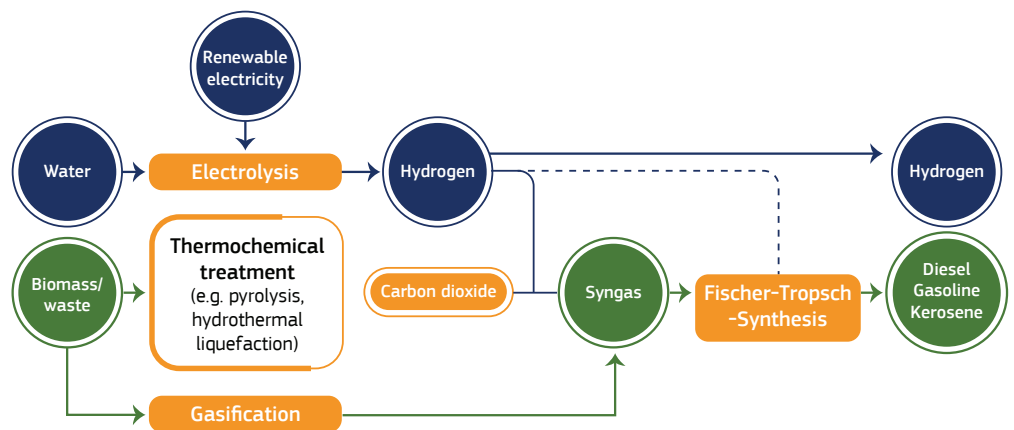 Renewable
electricity
Water
Electrolysis
Hydrogen
Hydrogen
Biomass/
waste
Thermochemical
treatment
(e.g. pyrolysis,
hydrothermal
liquefaction)
Carbon dioxide
Syngas
Fischer-Tropsch
-Synthesis
Diesel
Gasoline
Kerosene
Gasification